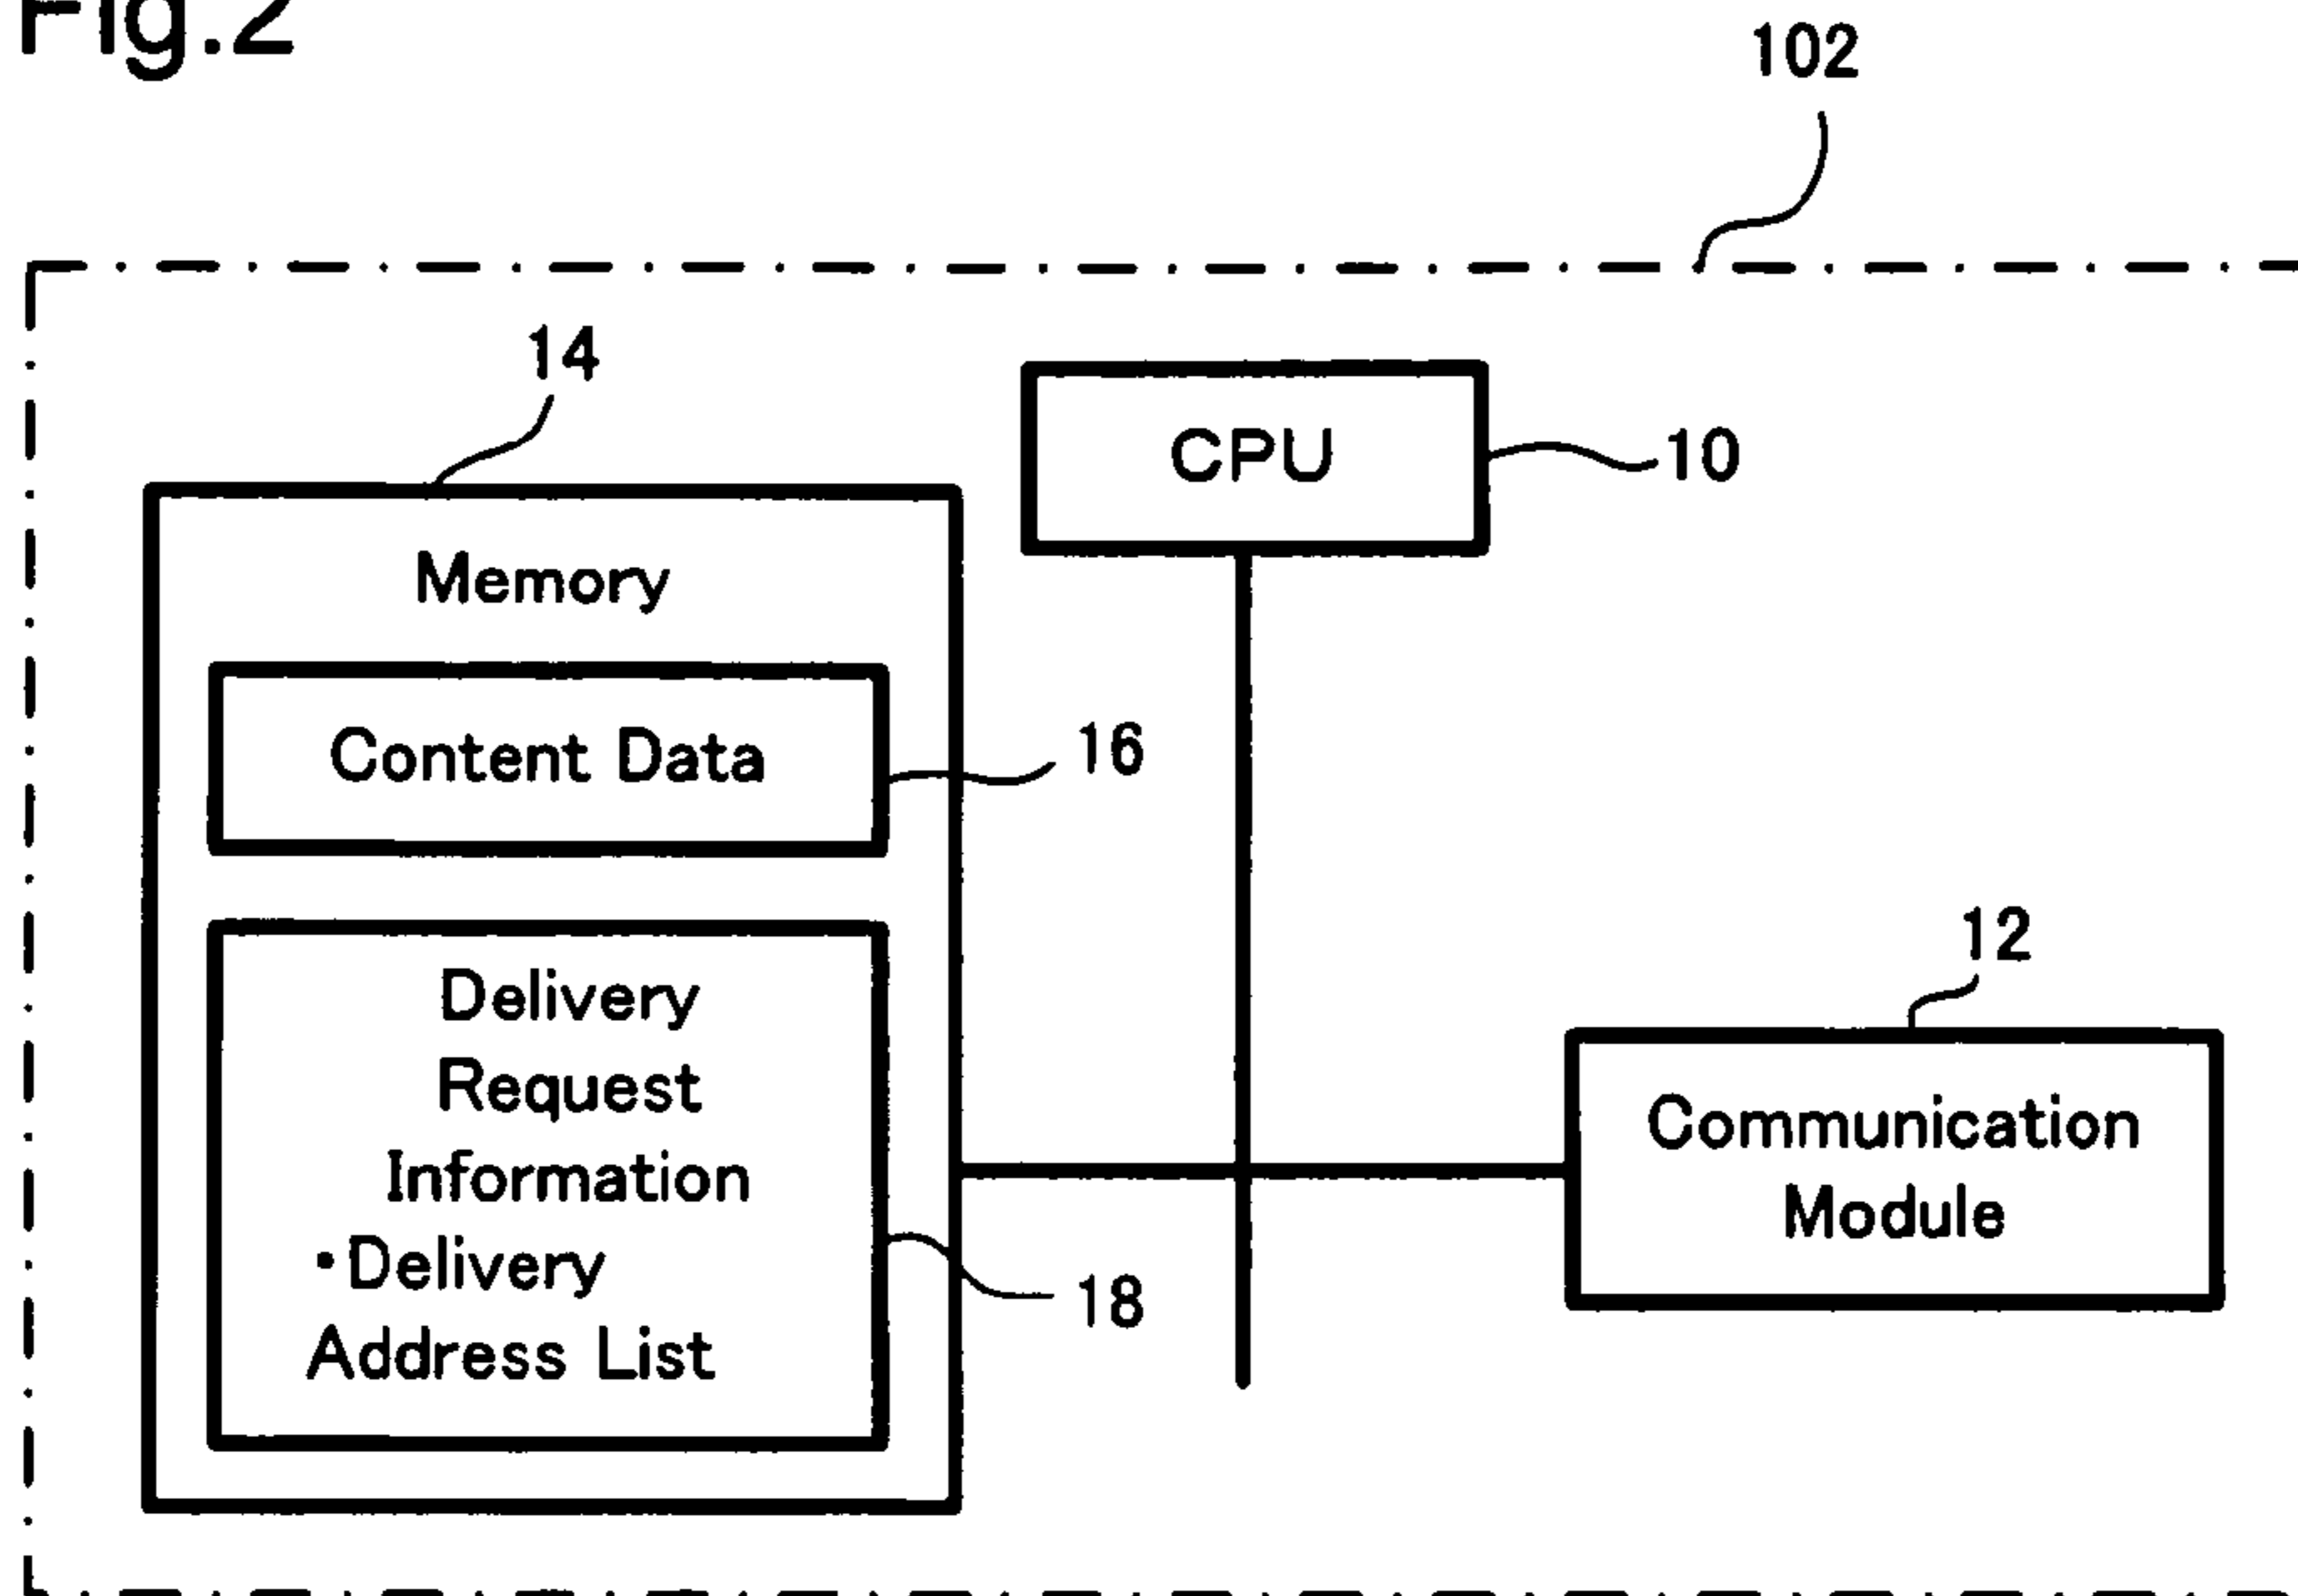 Fig.2
102
14
CPU
10
Memory
Content Data
16
Delivery
Request
Information
•Delivery
Address List
18
12
Communication
Module